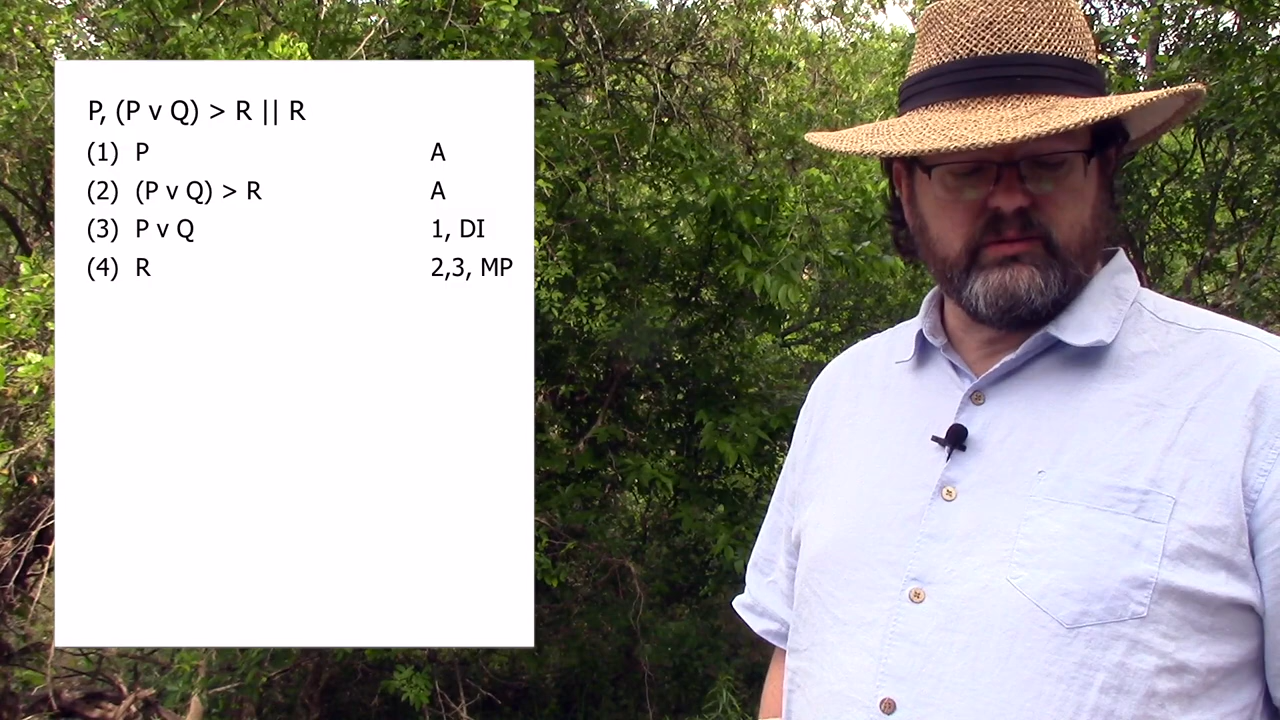 P, (P v Q) > R || R
(1) P A
(2) (P v Q) > R A
(3) P v Q 1, DI
(4) R 2,3, MP